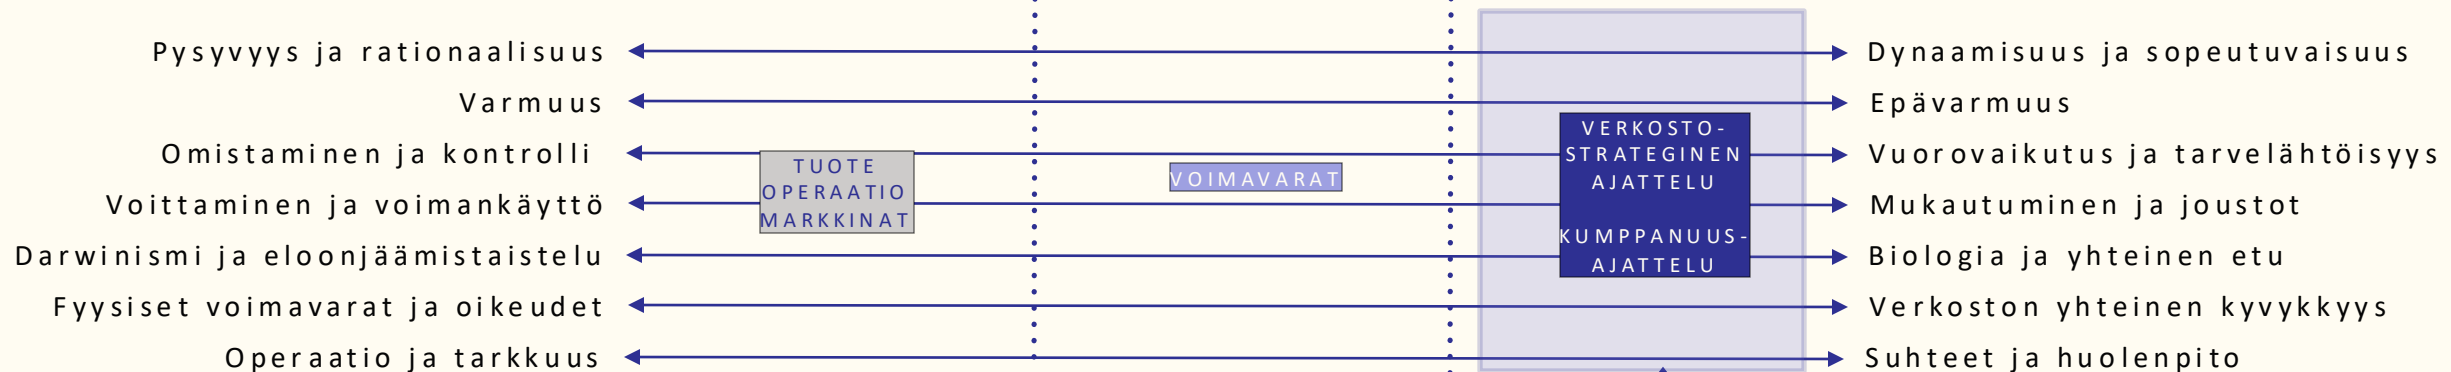 Pysyvyys ja rationaalisuus
Dynaamisuus ja sopeutuvaisuus
Varmuus
Epävarmuus
Omistaminen ja kontrolli
Vuorovaikutus ja tarvelähtöisyys
Voittaminen ja voimankäyttö
Mukautuminen ja joustot
Darwinismi ja eloonjäämistaistelu
Biologia ja yhteinen etu
Fyysiset voimavarat ja oikeudet
Verkoston yhteinen kyvykkyys
Operaatio ja tarkkuus
Suhteet ja huolenpito
TUOTE
OPERAATIO
MARKKINAT
VOIMAVARAT
VERKOSTO-
STRATEGINEN
AJATTELU
KUMPPANUUS-
AJATTELU